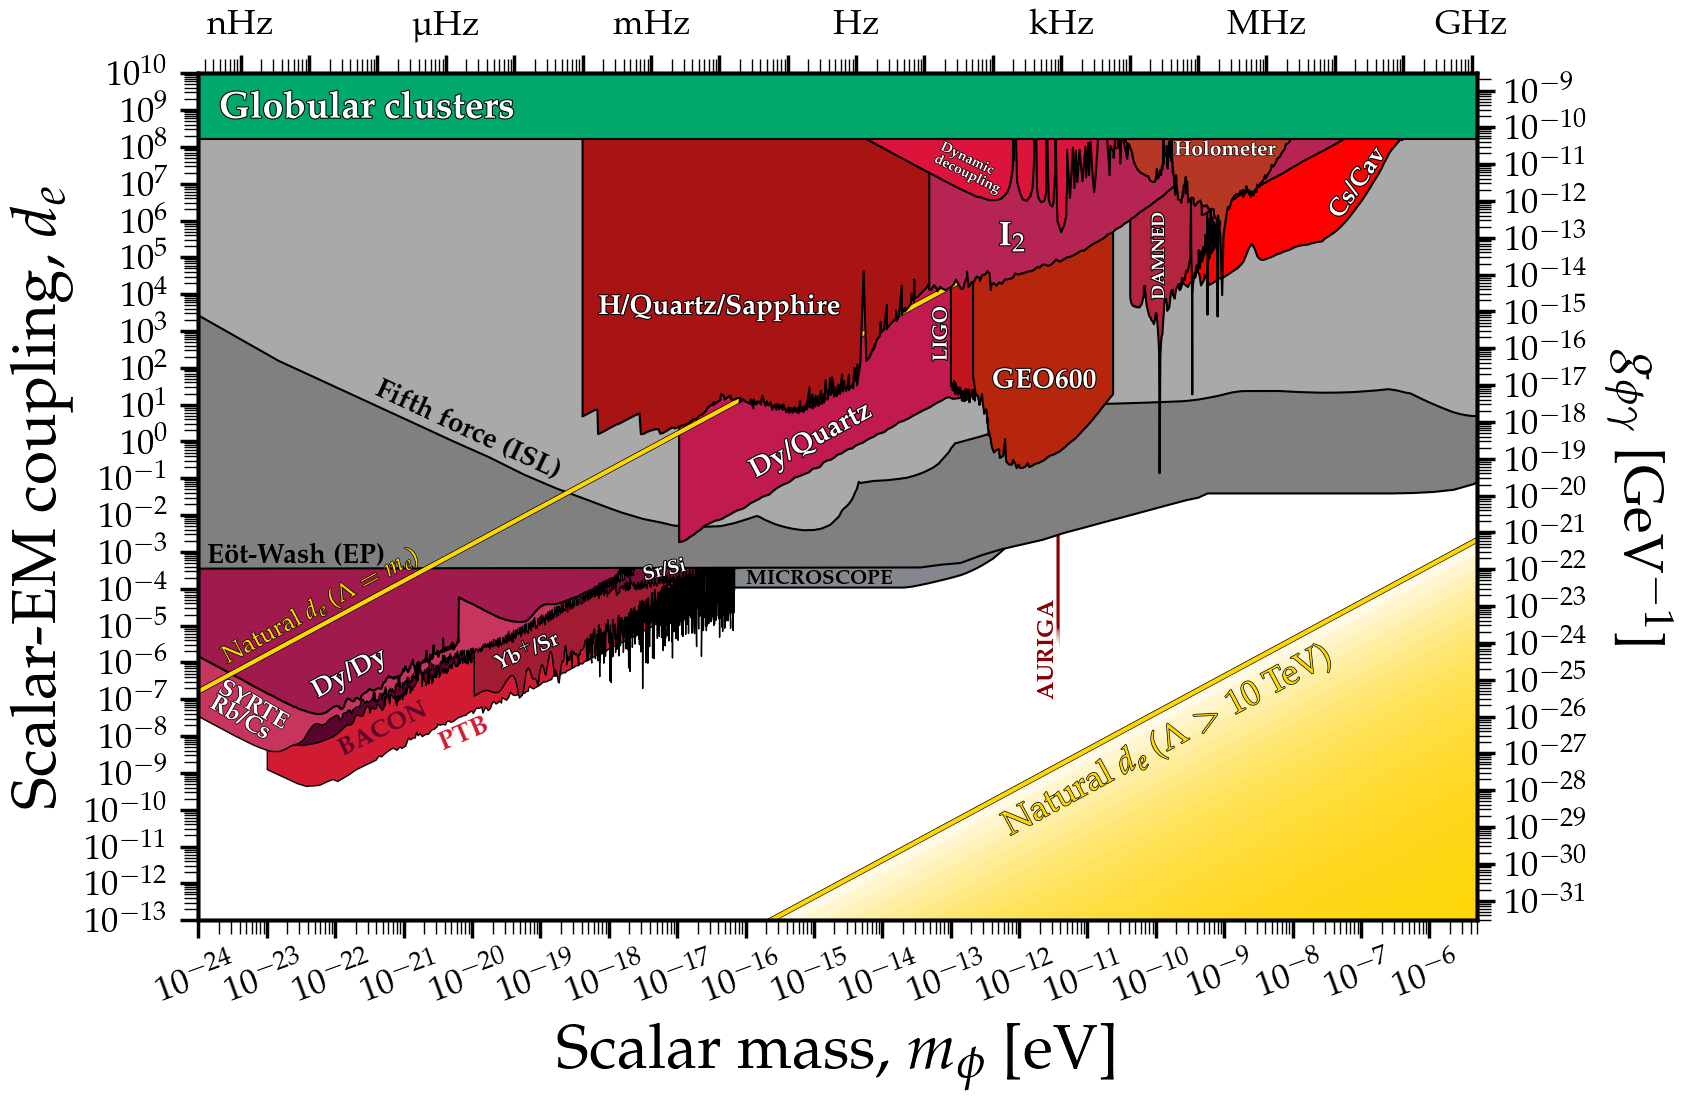 nHz μHz mHz Hz kHz MHz GHz
10^10
10^9
10^8
10^7
10^6
10^5
10^4
10^3
10^2
10^1
10^0
10^−1
10^−2
10^−3
10^−4
10^−5
10^−6
10^−7
10^−8
10^−9
10^−10
10^−11
10^−12
10^−13
Scalar-EM coupling, d_e
Globular clusters
Dynamic
decoupling
Holometer
Cs/Cav
I_2
DAMNED
H/Quartz/Sapphire
LIGO
GEO600
Fifth force (ISL)
Dy/Quartz
Eöt-Wash (EP)
Natural d_e (Λ = m_e)
Sr/Si
MICROSCOPE
AURIGA
Yb^+/Sr
Dy/Dy
SYRTE
Rb/Cs
BACON
PTB
Natural d_e (Λ > 10 TeV)
10^−9
10^−10
10^−11
10^−12
10^−13
10^−14
10^−15
10^−16
10^−17
10^−18
10^−19
10^−20
10^−21
10^−22
10^−23
10^−24
10^−25
10^−26
10^−27
10^−28
10^−29
10^−30
10^−31
g_ϕγ [GeV^−1]
10^−24 10^−23 10^−22 10^−21 10^−20 10^−19 10^−18 10^−17 10^−16 10^−15 10^−14 10^−13 10^−12 10^−11 10^−10 10^−9 10^−8 10^−7 10^−6
Scalar mass, m_ϕ [eV]